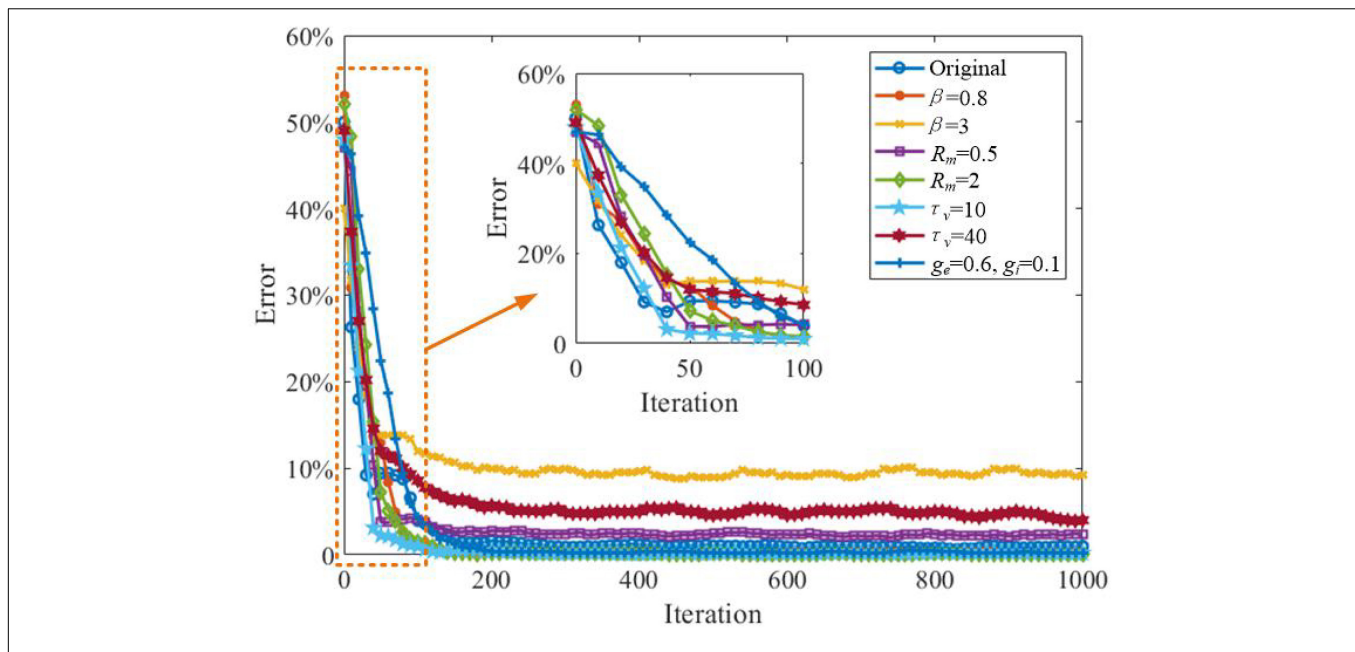 60%
50%
40%
30%
20%
10%
0
Error
0
200
400
600
800
1000
Iteration
60%
40%
20%
0
Error
0
50
100
Iteration
Original
β=0.8
β=3
Rm=0.5
Rm=2
τv=10
τv=40
ge=0.6, gi=0.1